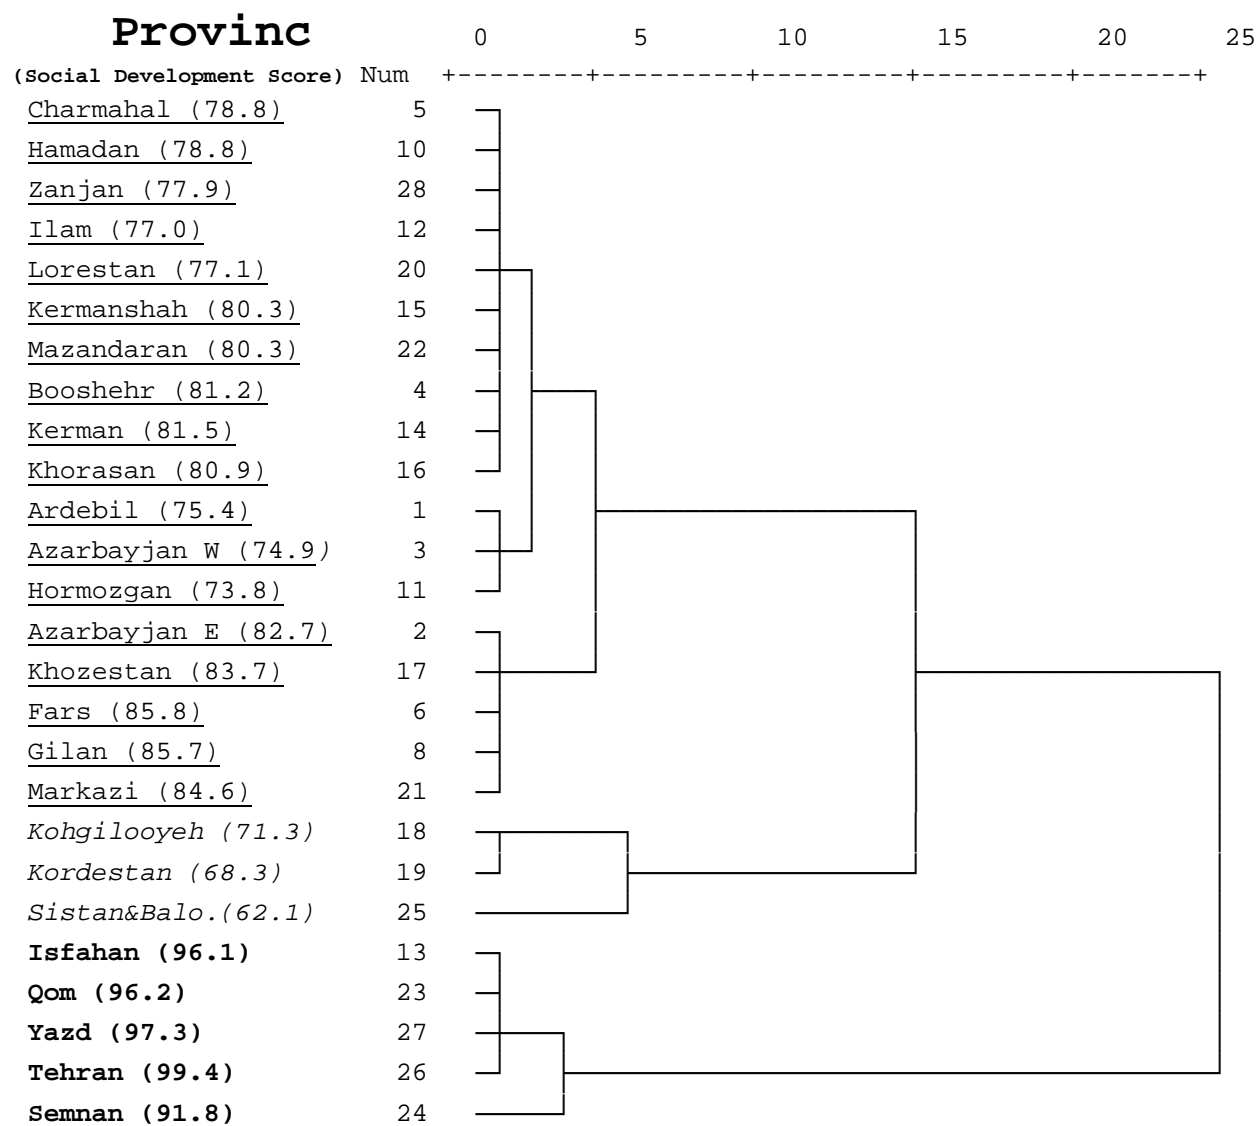 Provinc 0 5 10 15 20 25
(Social Development Score) Num +---------+---------+---------+---------+-------+
Charmahal (78.8) 5
Hamadan (78.8) 10
Zanjan (77.9) 28
Ilam (77.0) 12
Lorestan (77.1) 20
Kermanshah (80.3) 15
Mazandaran (80.3) 22
Booshehr (81.2) 4
Kerman (81.5) 14
Khorasan (80.9) 16
Ardebil (75.4) 1
Azarbayjan W (74.9) 3
Hormozgan (73.8) 11
Azarbayjan E (82.7) 2
Khozestan (83.7) 17
Fars (85.8) 6
Gilan (85.7) 8
Markazi (84.6) 21
Kohgilooyeh (71.3) 18
Kordestan (68.3) 19
Sistan&Balo.(62.1) 25
Isfahan (96.1) 13
Qom (96.2) 23
Yazd (97.3) 27
Tehran (99.4) 26
Semnan (91.8) 24